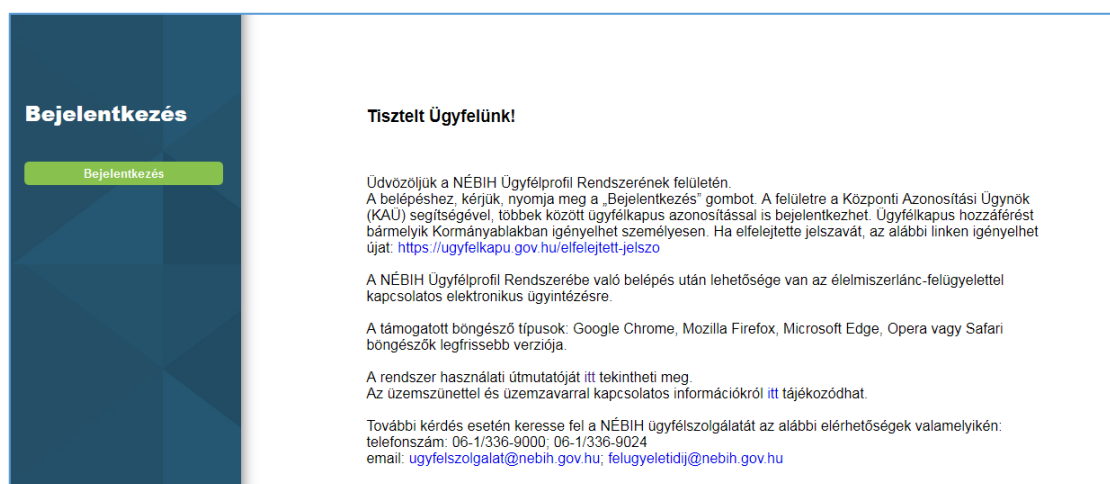 Bejelentkezés
Bejelentkezés
Tisztelt Ügyfelünk!
Üdvözöljük a NÉBIH Ügyfélprofil Rendszerének felületén.
A belépéshez, kérjük, nyomja meg a „Bejelentkezés” gombot. A felületre a Központi Azonosítási Ügynök
(KAÜ) segítségével, többek között ügyfélkapus azonosítással is bejelentkezhet. Ügyfélkapus hozzáférést
bármelyik Kormányablakban igényelhet személyesen. Ha elfelejtette jelszavát, az alábbi linken igényelhet
újat: https://ugyfelkapu.gov.hu/elfelejtett-jelszo
A NÉBIH Ügyfélprofil Rendszerébe való belépés után lehetősége van az élelmiszerlánc-felügyelettel
kapcsolatos elektronikus ügyintézésre.
A támogatott böngésző típusok: Google Chrome, Mozilla Firefox, Microsoft Edge, Opera vagy Safari
böngészők legfrissebb verziója.
A rendszer használati útmutatóját itt tekintheti meg.
Az üzemszünettel és üzemzavarral kapcsolatos információkról itt tájékozódhat.
További kérdés esetén keresse fel a NÉBIH ügyfélszolgálatát az alábbi elérhetőségek valamelyikén:
telefonszám: 06-1/336-9000; 06-1/336-9024
email: ugyfelszolgalat@nebih.gov.hu; felugyeletidij@nebih.gov.hu